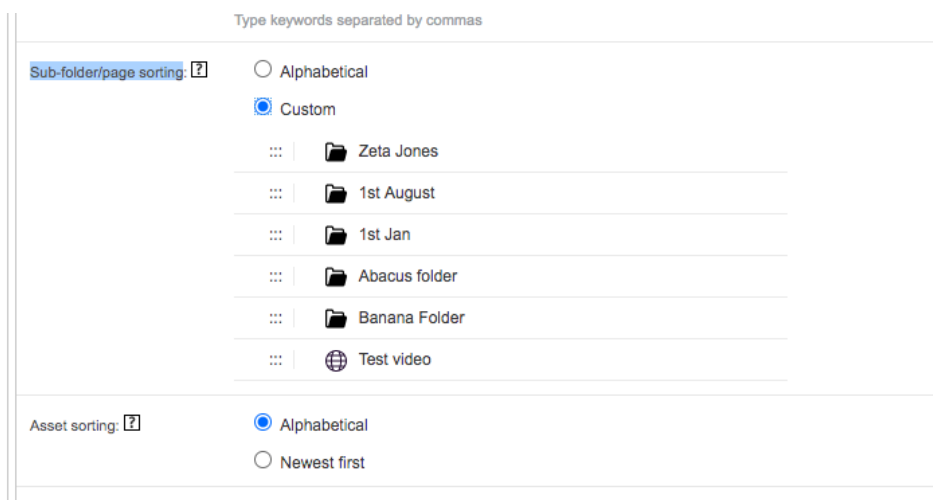 Type keywords separated by commas
Sub-folder/page sorting: ?
Alphabetical
Custom
Zeta Jones
1st August
1st Jan
Abacus folder
Banana Folder
Test video
Asset sorting: ?
Alphabetical
Newest first